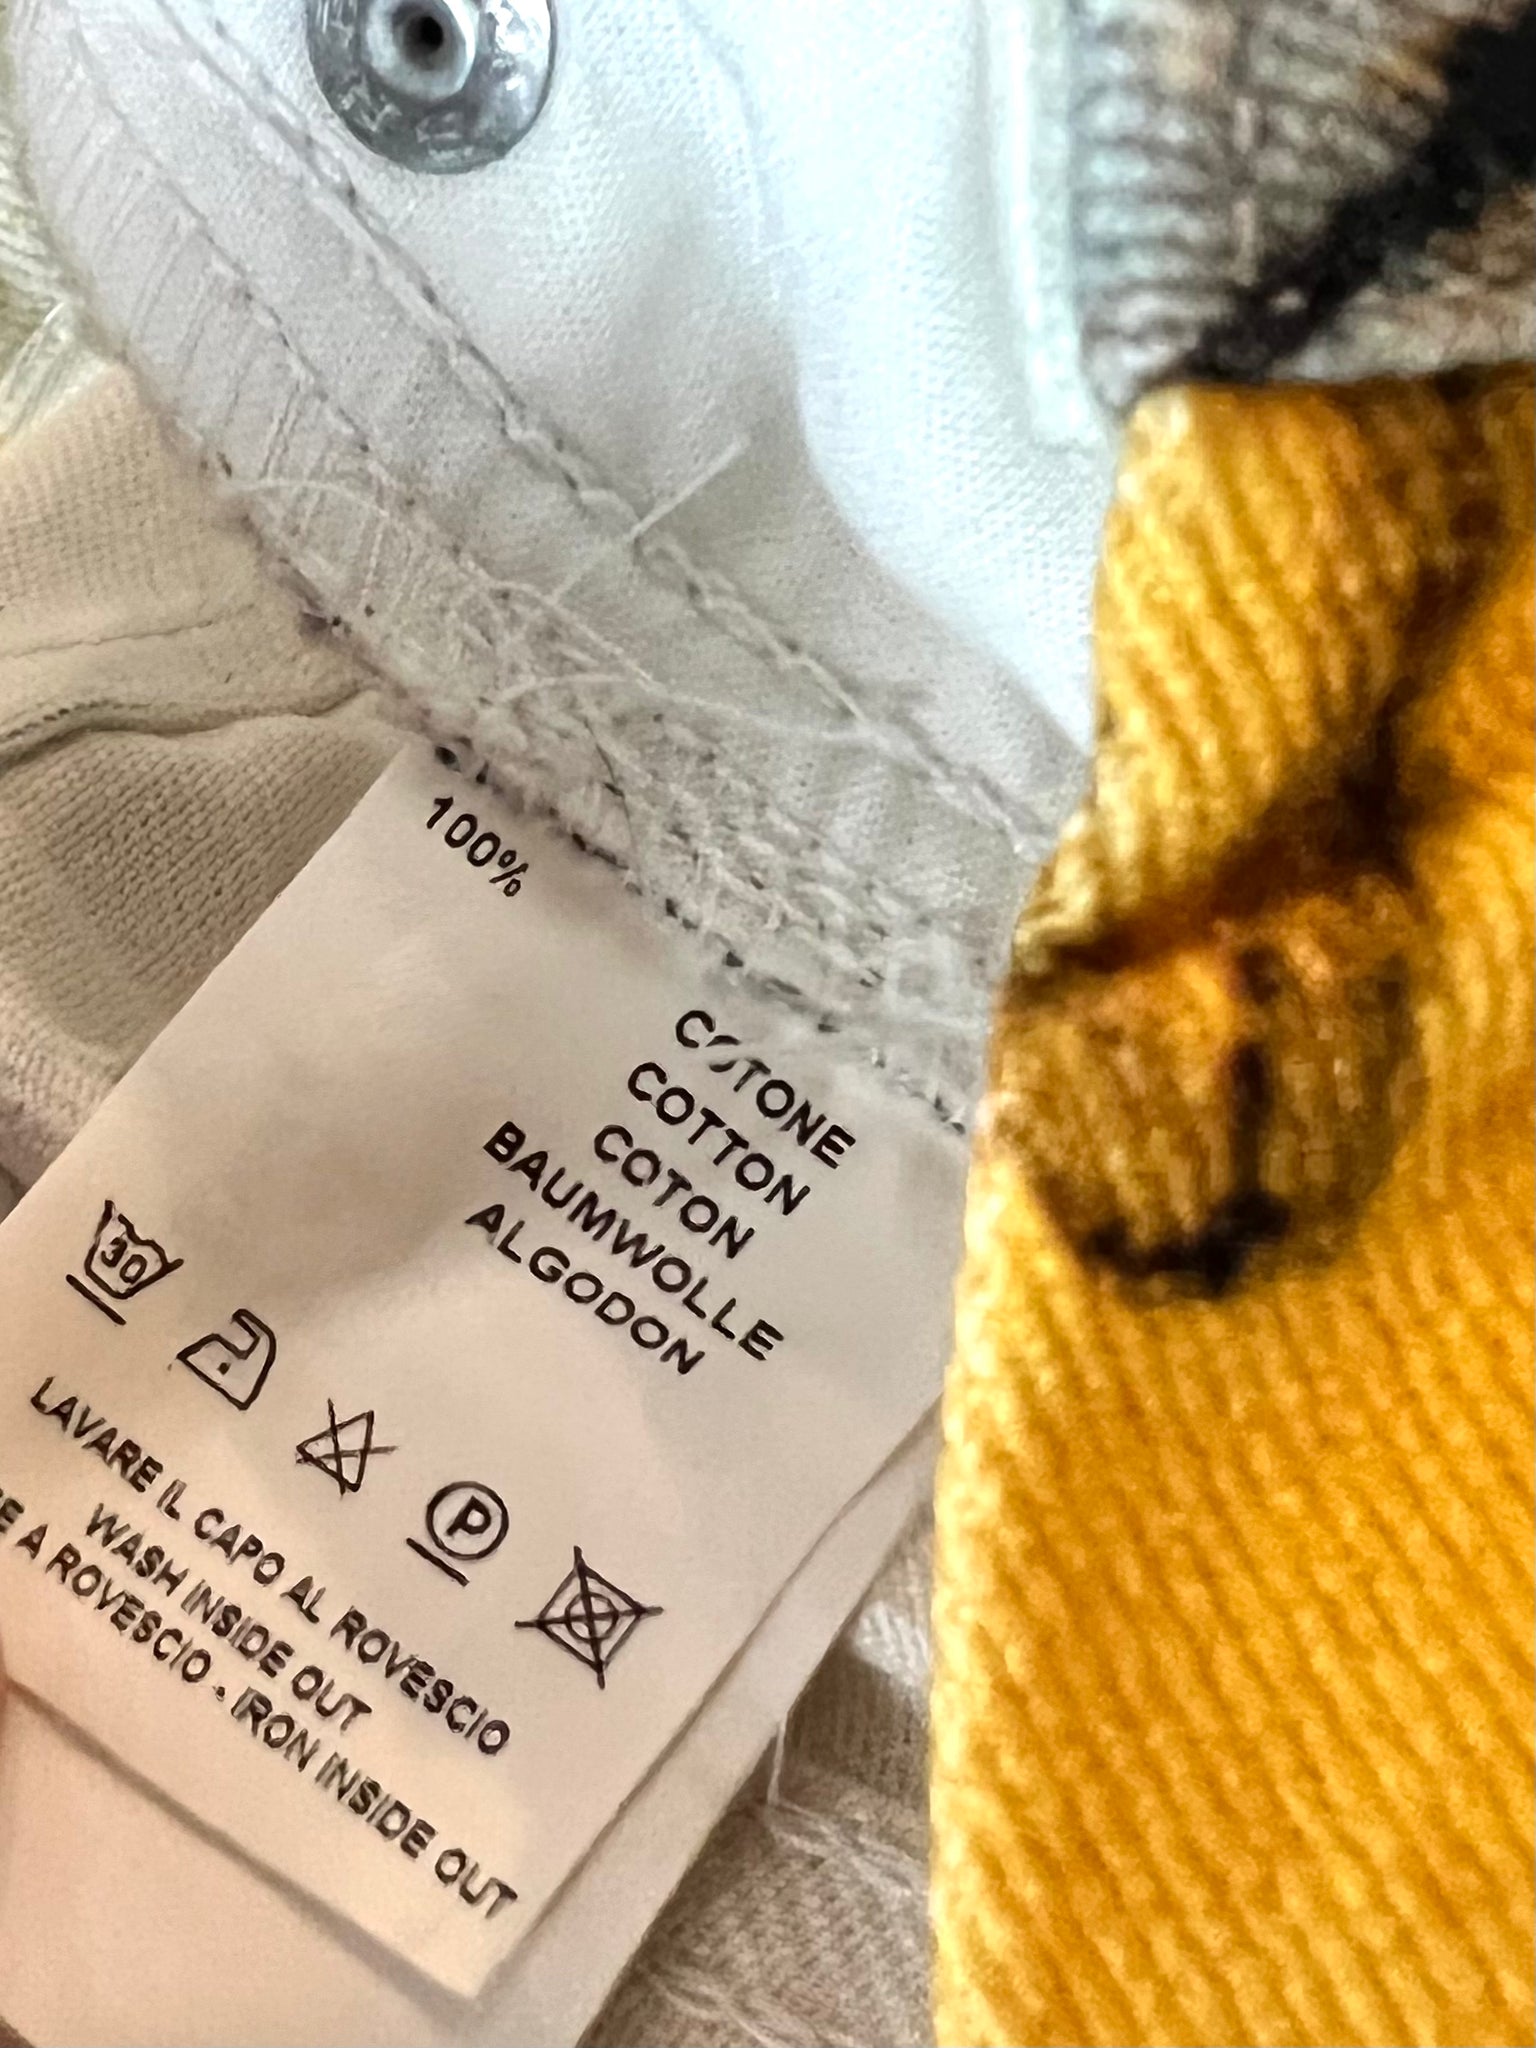 100%
COTONE
COTTON
COTON
BAUMWOLLE
ALGODON
30
P
LAVARE IL CAPO AL ROVESCIO
WASH INSIDE OUT
A ROVESCIO - IRON INSIDE OUT